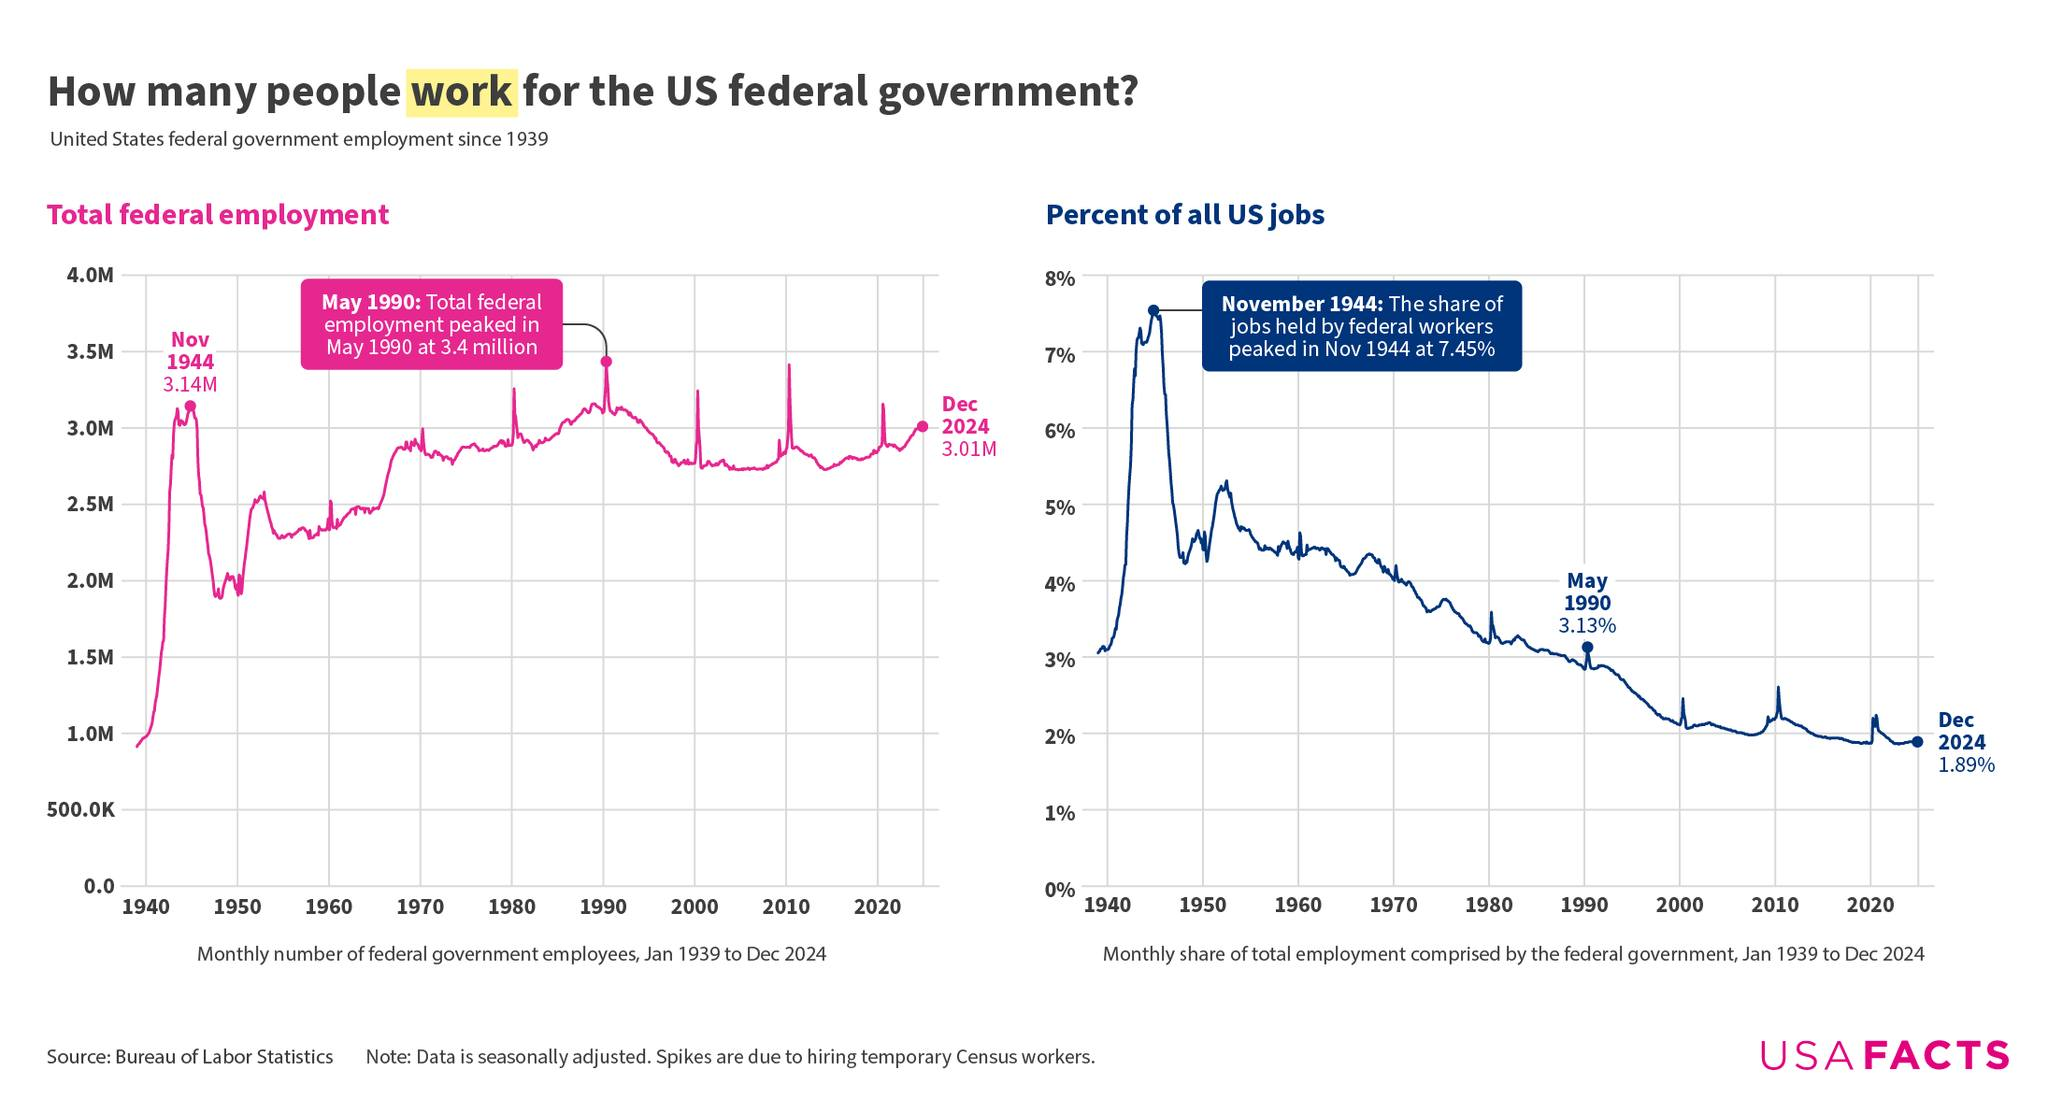 How many people work for the US federal government?
United States federal government employment since 1939
Total federal employment
4.0M
3.5M
3.0M
2.5M
2.0M
1.5M
1.0M
500.0K
0.0
Nov
1944
3.14M
May 1990: Total federal
employment peaked in
May 1990 at 3.4 million
Dec
2024
3.01M
1940 1950 1960 1970 1980 1990 2000 2010 2020
Monthly number of federal government employees, Jan 1939 to Dec 2024
Percent of all US jobs
8%
7%
6%
5%
4%
3%
2%
1%
0%
November 1944: The share of
jobs held by federal workers
peaked in Nov 1944 at 7.45%
May
1990
3.13%
Dec
2024
1.89%
1940 1950 1960 1970 1980 1990 2000 2010 2020
Monthly share of total employment comprised by the federal government, Jan 1939 to Dec 2024
Source: Bureau of Labor Statistics Note: Data is seasonally adjusted. Spikes are due to hiring temporary Census workers.
USAFACTS